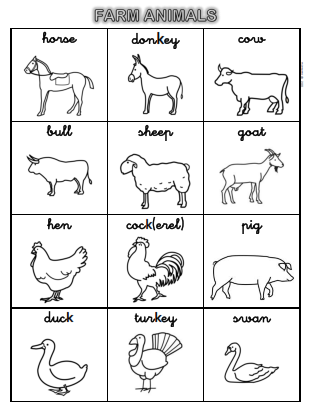 FARM ANIMALS
horse donkey cow
bull sheep goat
hen cock(erel) pig
duck turkey swan